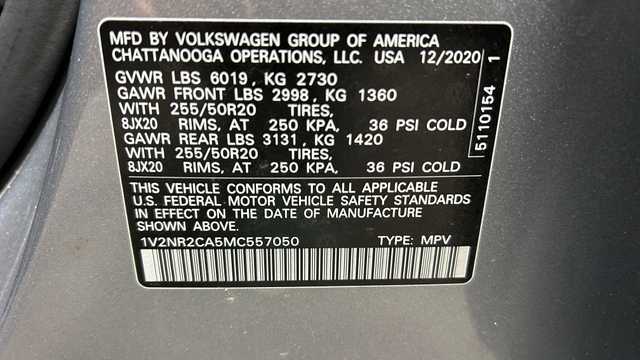 MFD BY VOLKSWAGEN GROUP OF AMERICA
CHATTANOOGA OPERATIONS, LLC. USA 12/2020
GVWR LBS 6019, KG 2730
GAWR FRONT LBS 2998, KG 1360
WITH 255/50R20 TIRES,
8JX20 RIMS, AT 250 KPA, 36 PSI COLD
GAWR REAR LBS 3131, KG 1420
WITH 255/50R20 TIRES,
8JX20 RIMS, AT 250 KPA, 36 PSI COLD
THIS VEHICLE CONFORMS TO ALL APPLICABLE
U.S. FEDERAL MOTOR VEHICLE SAFETY STANDARDS
IN EFFECT ON THE DATE OF MANUFACTURE
SHOWN ABOVE.
1V2NR2CA5MC557050 TYPE: MPV
5110154 1